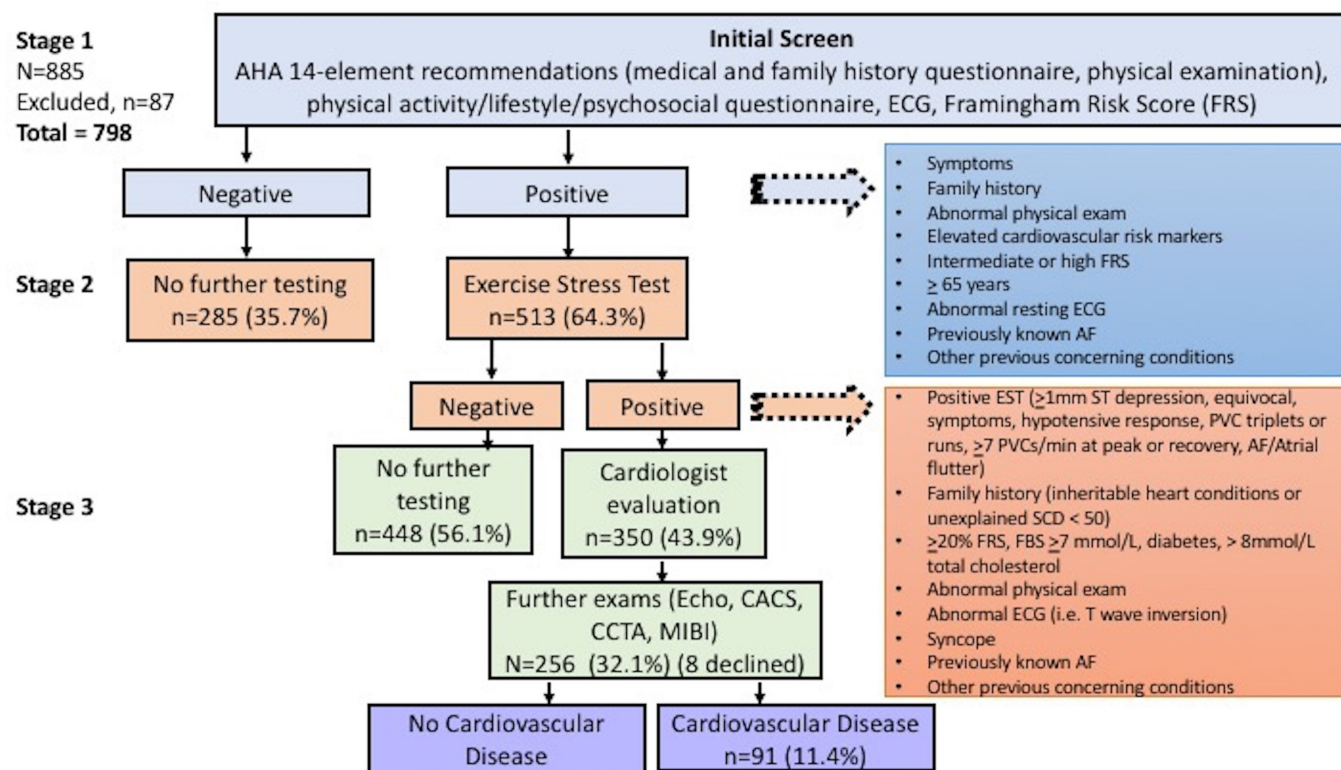 Stage 1
N=885
Excluded, n=87
Total = 798
Initial Screen
AHA 14-element recommendations (medical and family history questionnaire, physical examination),
physical activity/lifestyle/psychosocial questionnaire, ECG, Framingham Risk Score (FRS)
Negative
Positive
• Symptoms
• Family history
• Abnormal physical exam
• Elevated cardiovascular risk markers
• Intermediate or high FRS
• ≥ 65 years
• Abnormal resting ECG
• Previously known AF
• Other previous concerning conditions
Stage 2
No further testing
n=285 (35.7%)
Exercise Stress Test
n=513 (64.3%)
Negative
Positive
• Positive EST (≥1mm ST depression, equivocal,
symptoms, hypotensive response, PVC triplets or
runs, ≥7 PVCs/min at peak or recovery, AF/Atrial
flutter)
• Family history (inheritable heart conditions or
unexplained SCD < 50)
• ≥20% FRS, FBS ≥7 mmol/L, diabetes, > 8mmol/L
total cholesterol
• Abnormal physical exam
• Abnormal ECG (i.e. T wave inversion)
• Syncope
• Previously known AF
• Other previous concerning conditions
Stage 3
No further
testing
n=448 (56.1%)
Cardiologist
evaluation
n=350 (43.9%)
Further exams (Echo, CACS,
CCTA, MIBI)
N=256 (32.1%) (8 declined)
No Cardiovascular
Disease
Cardiovascular Disease
n=91 (11.4%)